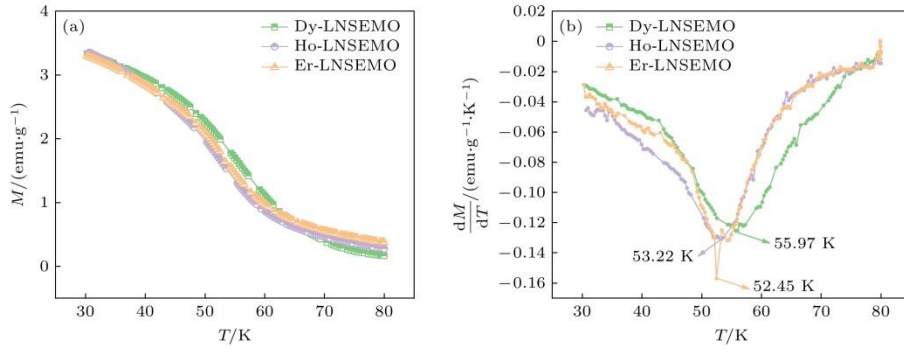 (a)
Dy-LNSEMO
Ho-LNSEMO
Er-LNSEMO
M/(emu·g⁻¹)
4
3
2
1
0
30 40 50 60 70 80
T/K
(b)
Dy-LNSEMO
Ho-LNSEMO
Er-LNSEMO
dM/dT/(emu·g⁻¹·K⁻¹)
0.02
0
−0.02
−0.04
−0.06
−0.08
−0.10
−0.12
−0.14
−0.16
55.97 K
53.22 K
52.45 K
30 40 50 60 70 80
T/K